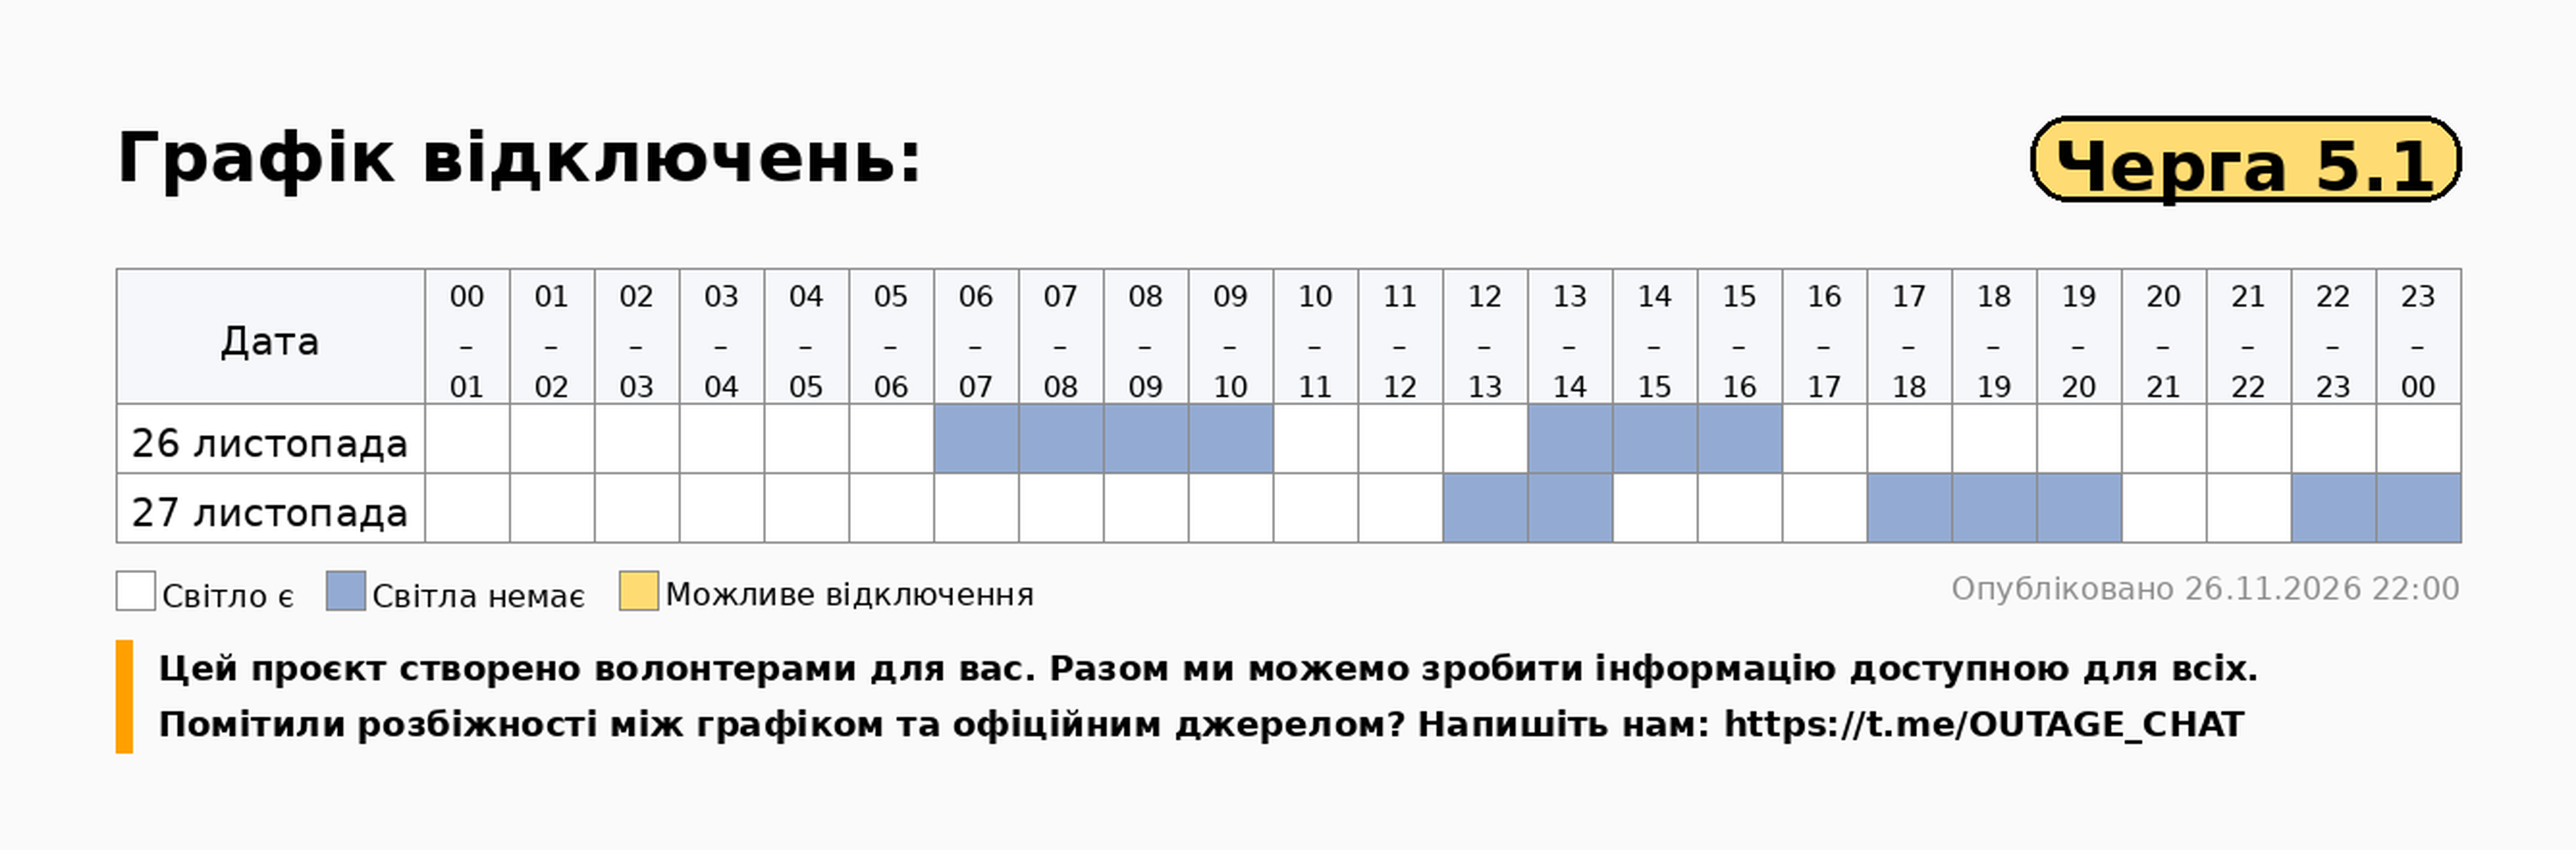 Графік відключень:
Черга 5.1
Дата
00 – 01
01 – 02
02 – 03
03 – 04
04 – 05
05 – 06
06 – 07
07 – 08
08 – 09
09 – 10
10 – 11
11 – 12
12 – 13
13 – 14
14 – 15
15 – 16
16 – 17
17 – 18
18 – 19
19 – 20
20 – 21
21 – 22
22 – 23
23 – 00
26 листопада
27 листопада
Світло є
Світла немає
Можливе відключення
Опубліковано 26.11.2026 22:00
Цей проєкт створено волонтерами для вас. Разом ми можемо зробити інформацію доступною для всіх.
Помітили розбіжності між графіком та офіційним джерелом? Напишіть нам: https://t.me/OUTAGE_CHAT